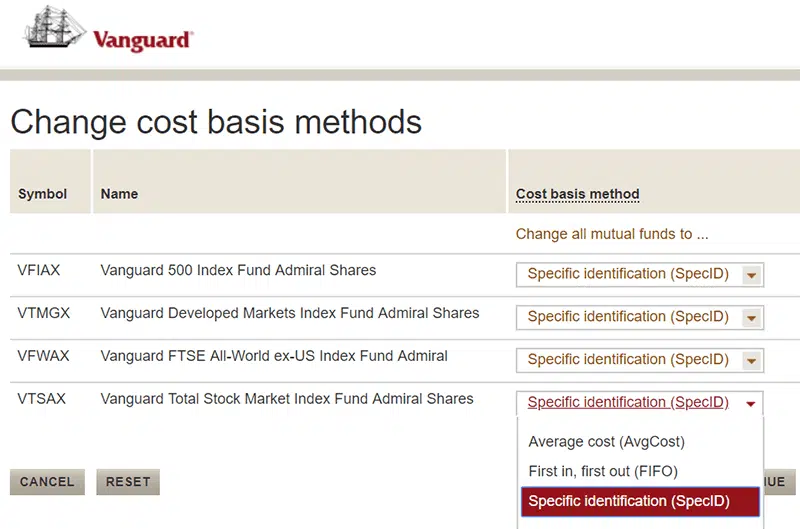 Vanguard
Change cost basis methods
Symbol Name Cost basis method
Change all mutual funds to ...
VFIAX Vanguard 500 Index Fund Admiral Shares Specific identification (SpecID)
VTMGX Vanguard Developed Markets Index Fund Admiral Shares Specific identification (SpecID)
VFWAX Vanguard FTSE All-World ex-US Index Fund Admiral Specific identification (SpecID)
VTSAX Vanguard Total Stock Market Index Fund Admiral Shares Specific identification (SpecID)
Average cost (AvgCost)
First in, first out (FIFO)
Specific identification (SpecID)
CANCEL RESET